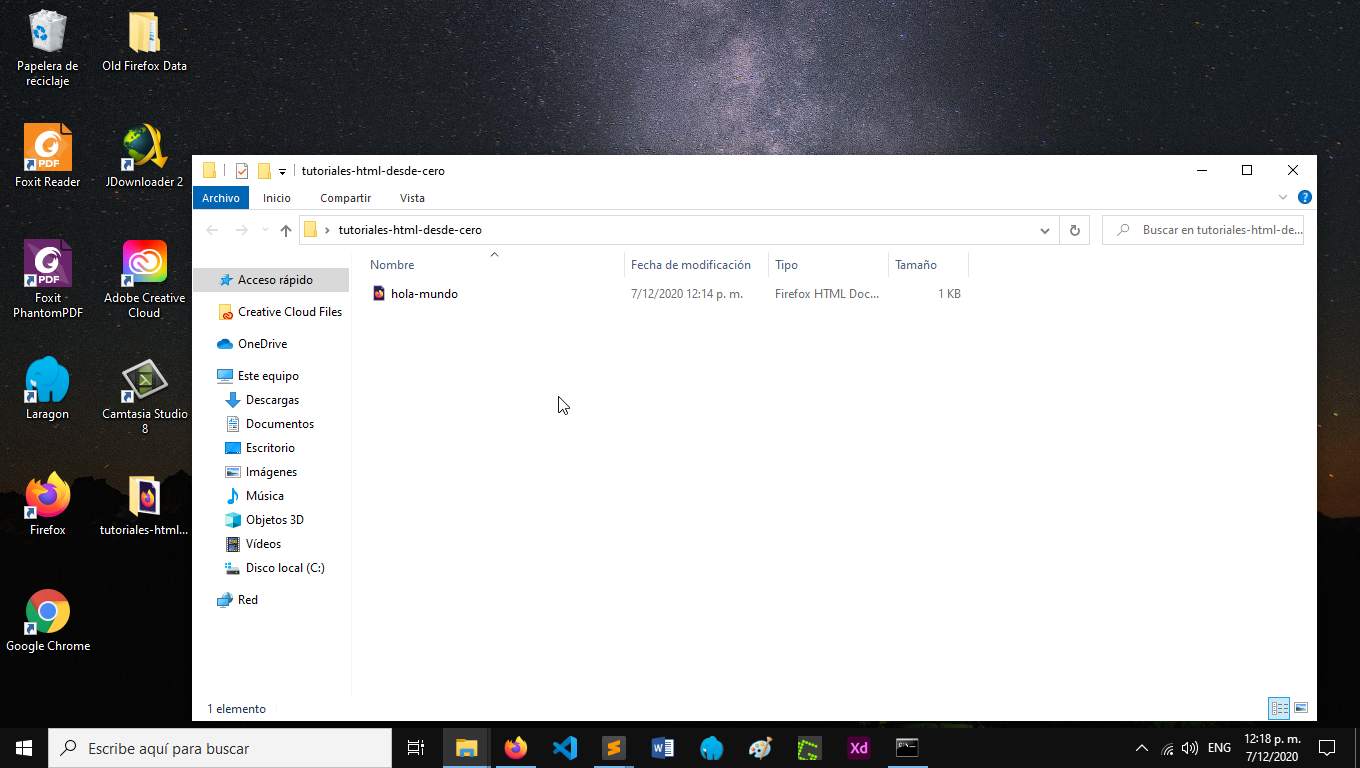 Papelera de
reciclaje
Old Firefox Data
Foxit Reader
JDownloader 2
Foxit
PhantomPDF
Adobe Creative
Cloud
Laragon
Camtasia Studio
8
Firefox
tutoriales-html...
Google Chrome
tutoriales-html-desde-cero
Archivo
Inicio
Compartir
Vista
?
tutoriales-html-desde-cero
Buscar en tutoriales-html-de...
Nombre
Fecha de modificación
Tipo
Tamaño
hola-mundo
7/12/2020 12:14 p. m.
Firefox HTML Doc...
1 KB
Acceso rápido
Creative Cloud Files
OneDrive
Este equipo
Descargas
Documentos
Escritorio
Imágenes
Música
Objetos 3D
Vídeos
Disco local (C:)
Red
1 elemento
PDF
PDF
Escribe aquí para buscar
Xd
ENG
12:18 p. m.
7/12/2020